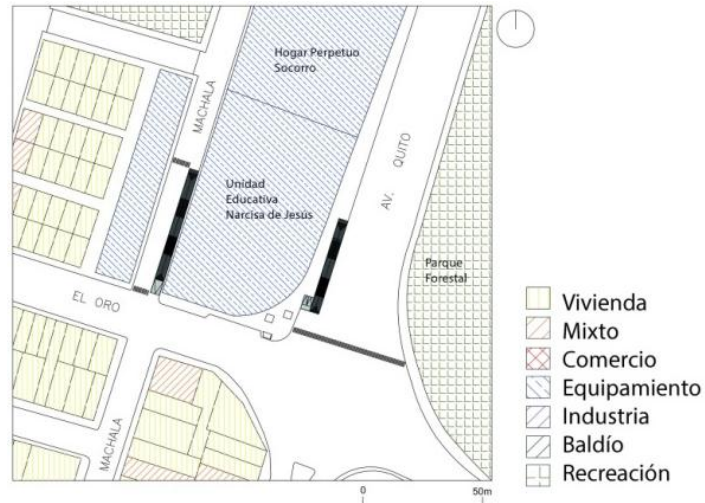 Hogar Perpetuo
Socorro
MACHALA
AV. QUITO
Unidad
Educativa
Narcisa de Jesús
Parque
Forestal
EL ORO
MACHALA
Vivienda
Mixto
Comercio
Equipamiento
Industria
Baldío
Recreación
0
50m